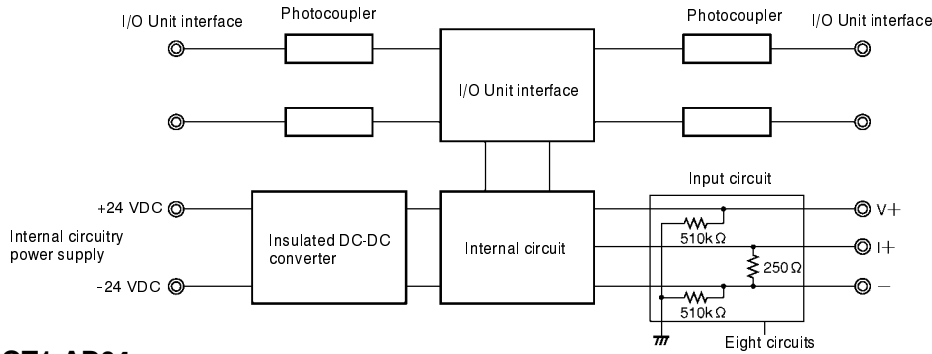 I/O Unit interface
Photocoupler
Photocoupler
I/O Unit interface
I/O Unit interface
Input circuit
+24 VDC
V+
510kΩ
Internal circuitry
power supply
Insulated DC-DC
converter
Internal circuit
I+
250Ω
-24 VDC
−
510kΩ
Eight circuits